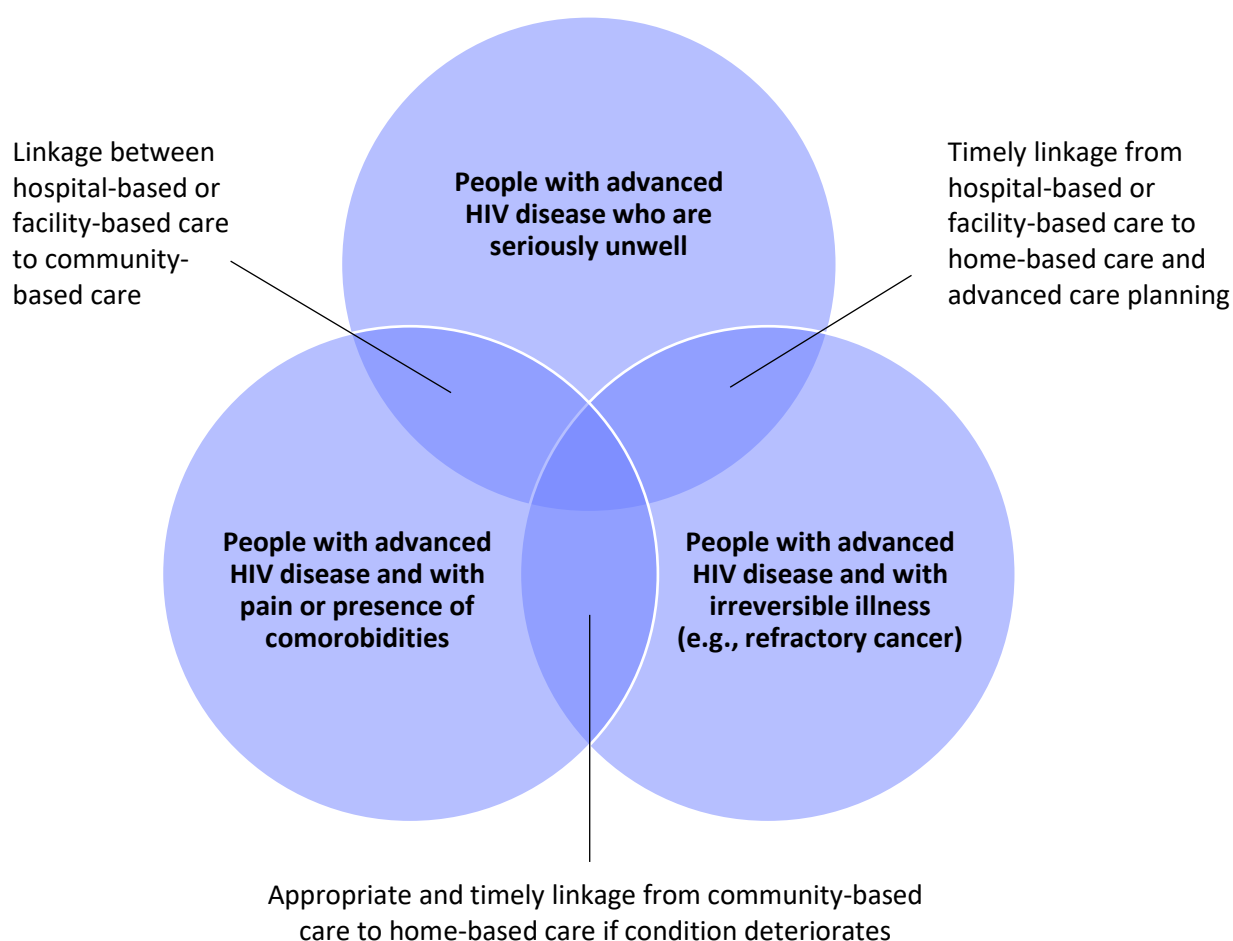 Linkage between
hospital-based or
facility-based care
to community-
based care
People with advanced
HIV disease who are
seriously unwell
Timely linkage from
hospital-based or
facility-based care to
home-based care and
advanced care planning
People with advanced
HIV disease and with
pain or presence of
comorobidities
People with advanced
HIV disease and with
irreversible illness
(e.g., refractory cancer)
Appropriate and timely linkage from community-based
care to home-based care if condition deteriorates